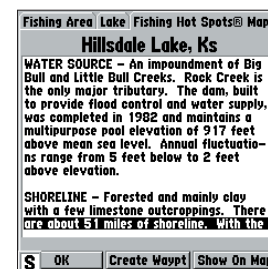 Fishing Area Lake Fishing Hot Spots® Map
Hillsdale Lake, Ks
WATER SOURCE – An impoundment of Big
Bull and Little Bull Creeks. Rock Creek is
the only major tributary. The dam, built
to provide flood control and water supply,
was completed in 1982 and maintains a
multipurpose pool elevation of 917 feet
above mean sea level. Annual fluctuatio–
ns range from 5 feet below to 2 feet
above elevation.
SHORELINE – Forested and mainly clay
with a few limestone outcroppings. There
are about 51 miles of shoreline. With the
S OK Create Waypt Show On Map